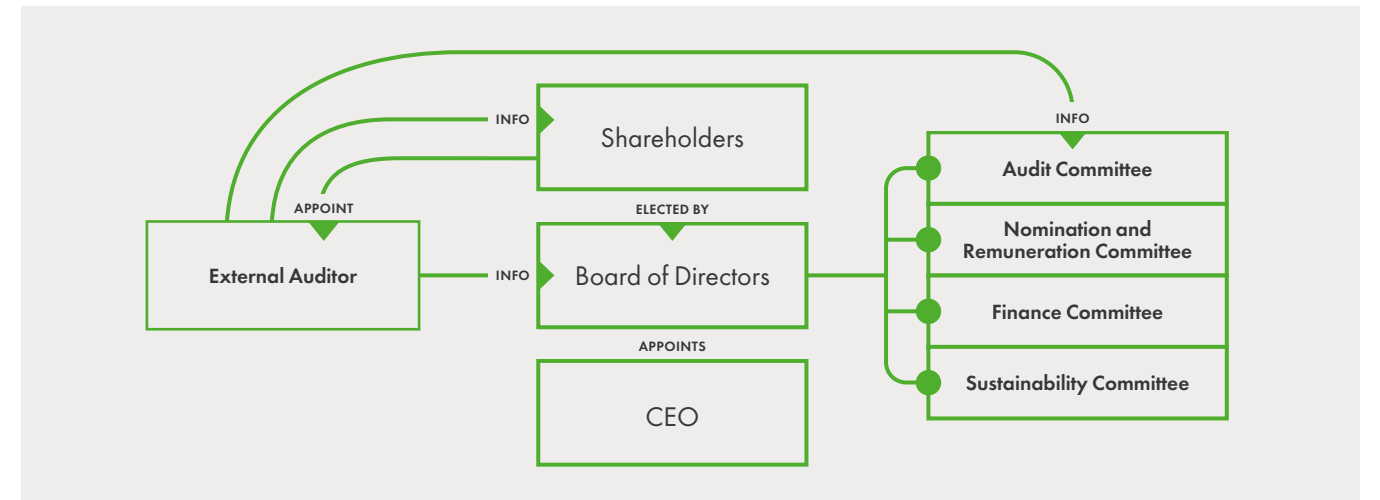 INFO
Shareholders
INFO
Audit Committee
APPOINT
ELECTED BY
Nomination and
Remuneration Committee
External Auditor
INFO
Board of Directors
Finance Committee
APPOINTS
Sustainability Committee
CEO